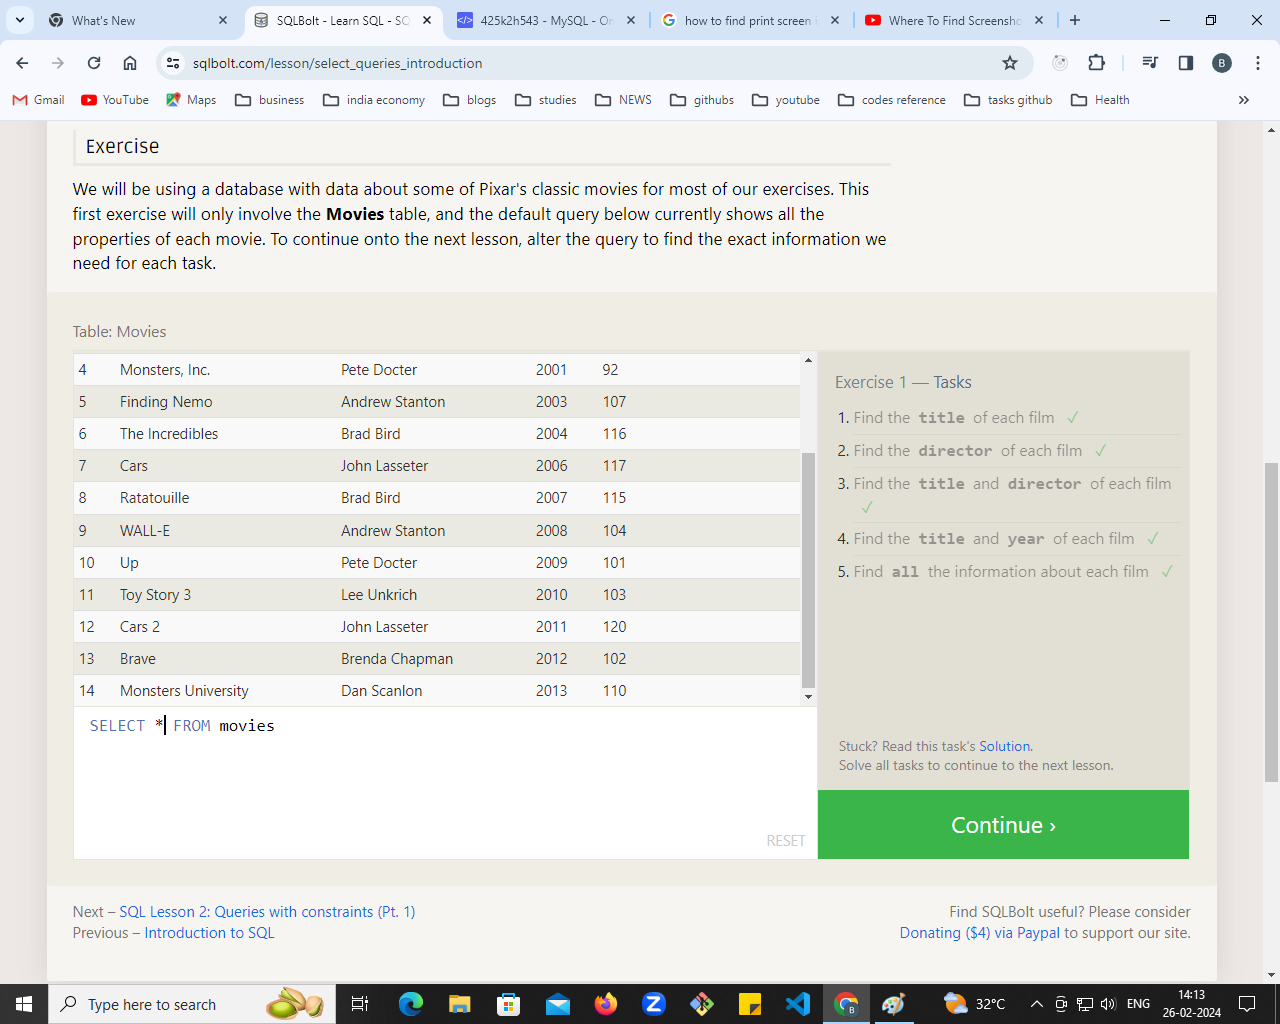 What's New
SQLBolt - Learn SQL - SQ
425k2h543 - MySQL - On
how to find print screen i
Where To Find Screensho
sqlbolt.com/lesson/select_queries_introduction
B
Gmail
YouTube
Maps
business
india economy
blogs
studies
NEWS
githubs
youtube
codes reference
tasks github
Health
Exercise
We will be using a database with data about some of Pixar's classic movies for most of our exercises. This
first exercise will only involve the Movies table, and the default query below currently shows all the
properties of each movie. To continue onto the next lesson, alter the query to find the exact information we
need for each task.
Table: Movies
4 Monsters, Inc. Pete Docter 2001 92
5 Finding Nemo Andrew Stanton 2003 107
6 The Incredibles Brad Bird 2004 116
7 Cars John Lasseter 2006 117
8 Ratatouille Brad Bird 2007 115
9 WALL-E Andrew Stanton 2008 104
10 Up Pete Docter 2009 101
11 Toy Story 3 Lee Unkrich 2010 103
12 Cars 2 John Lasseter 2011 120
13 Brave Brenda Chapman 2012 102
14 Monsters University Dan Scanlon 2013 110
SELECT * FROM movies
RESET
Exercise 1 — Tasks
1. Find the title of each film ✓
2. Find the director of each film ✓
3. Find the title and director of each film
✓
4. Find the title and year of each film ✓
5. Find all the information about each film ✓
Stuck? Read this task's Solution.
Solve all tasks to continue to the next lesson.
Continue ›
Next – SQL Lesson 2: Queries with constraints (Pt. 1)
Previous – Introduction to SQL
Find SQLBolt useful? Please consider
Donating ($4) via Paypal to support our site.
Type here to search
32°C
ENG
14:13
26-02-2024